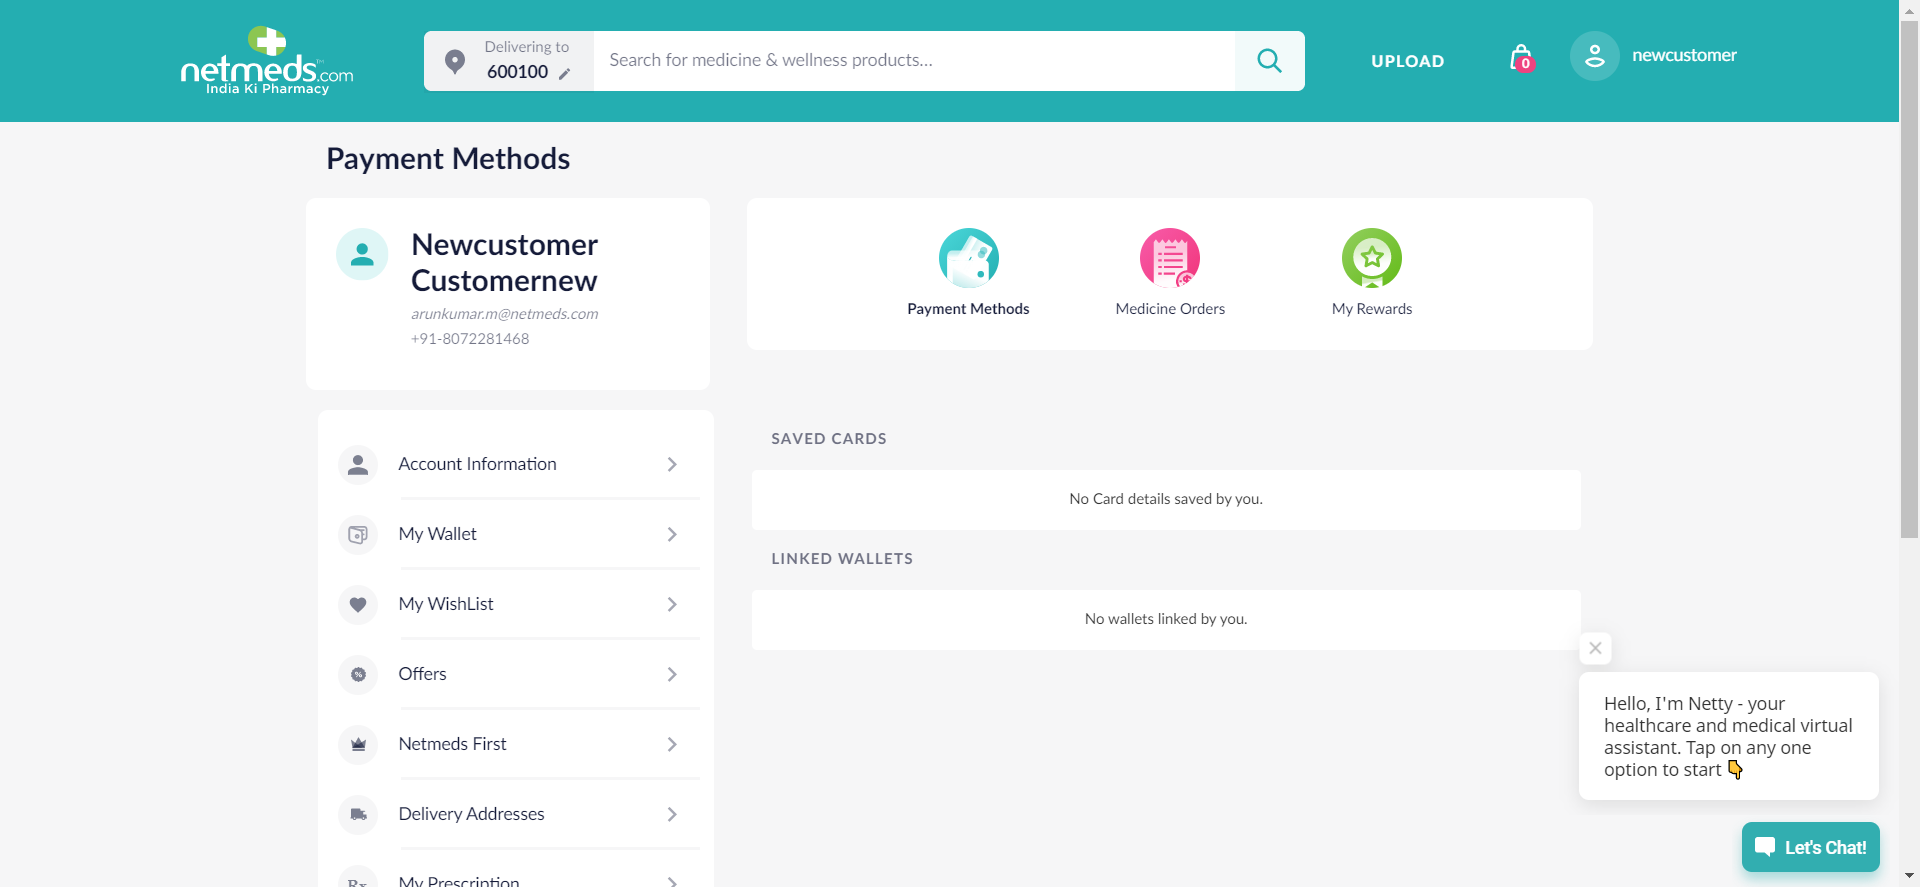 netmeds.com
India Ki Pharmacy
Delivering to
600100
Search for medicine & wellness products...
UPLOAD
0
newcustomer
Payment Methods
Newcustomer
Customernew
arunkumar.m@netmeds.com
+91-8072281468
Payment Methods
Medicine Orders
My Rewards
Account Information
My Wallet
My WishList
Offers
Netmeds First
Delivery Addresses
Rx
My Prescription
SAVED CARDS
No Card details saved by you.
LINKED WALLETS
No wallets linked by you.
Hello, I'm Netty - your
healthcare and medical virtual
assistant. Tap on any one
option to start 👇
Let's Chat!